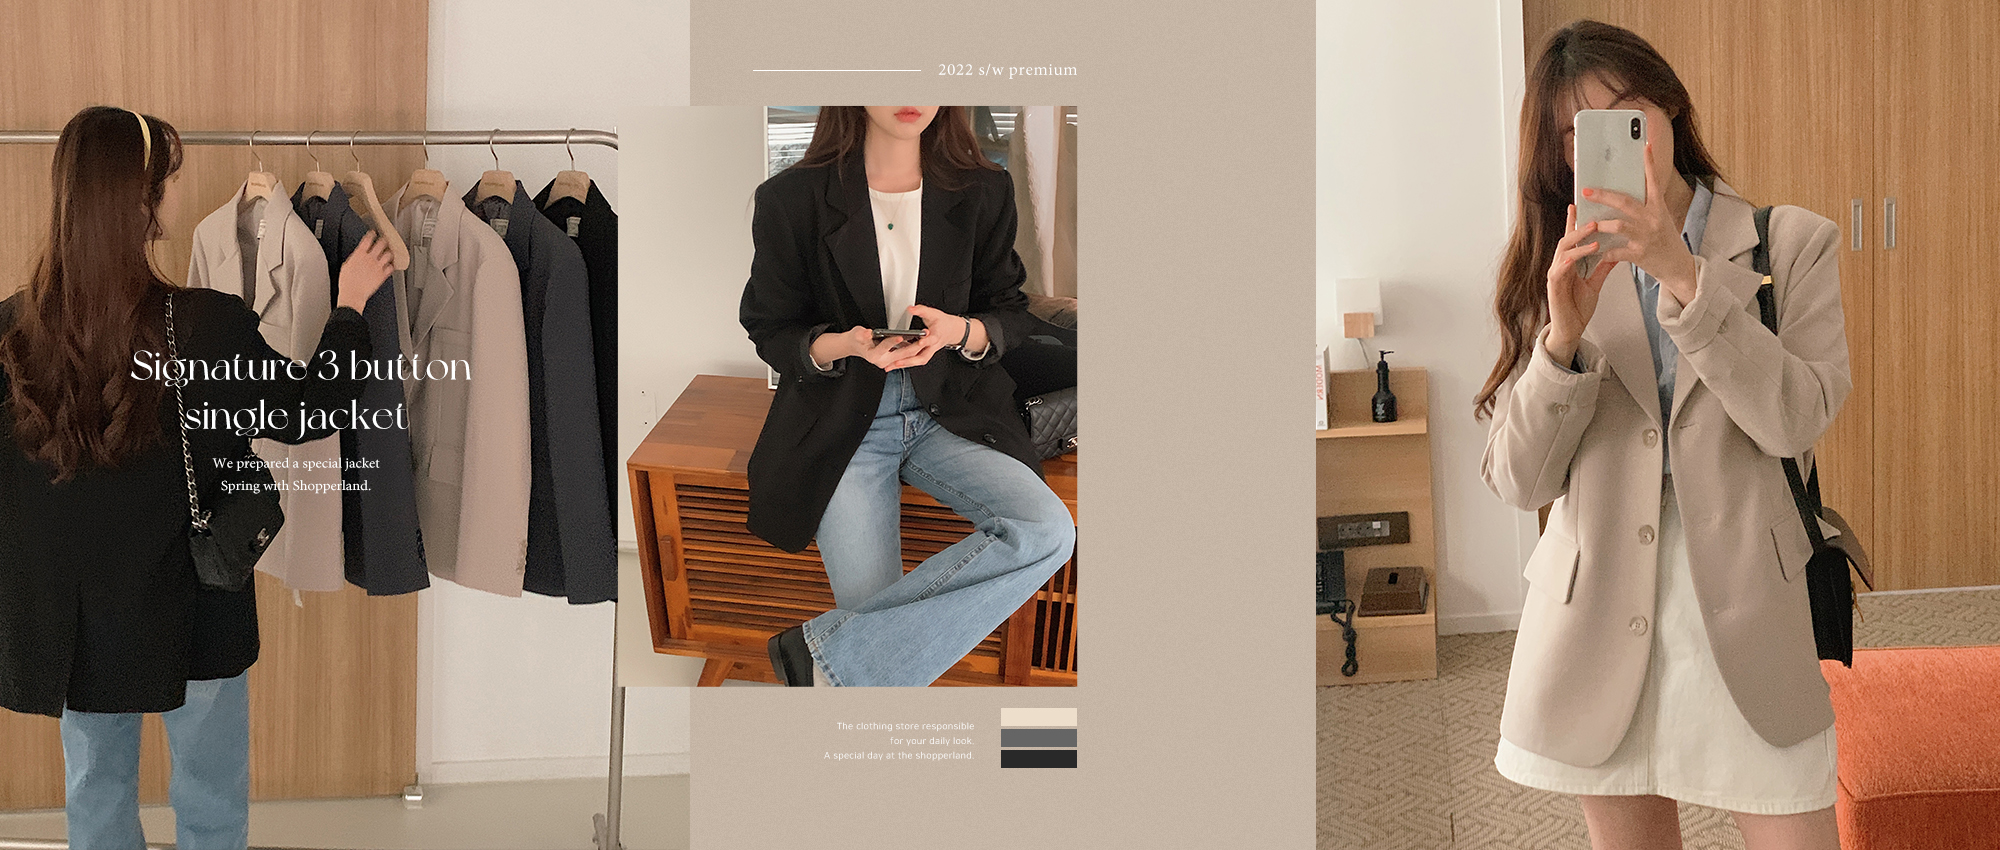 2022 s/w premium
Signature 3 button
single jacket
We prepared a special jacket
Spring with Shopperland.
The clothing store responsible
for your daily look.
A special day at the shopperland.
MODERN